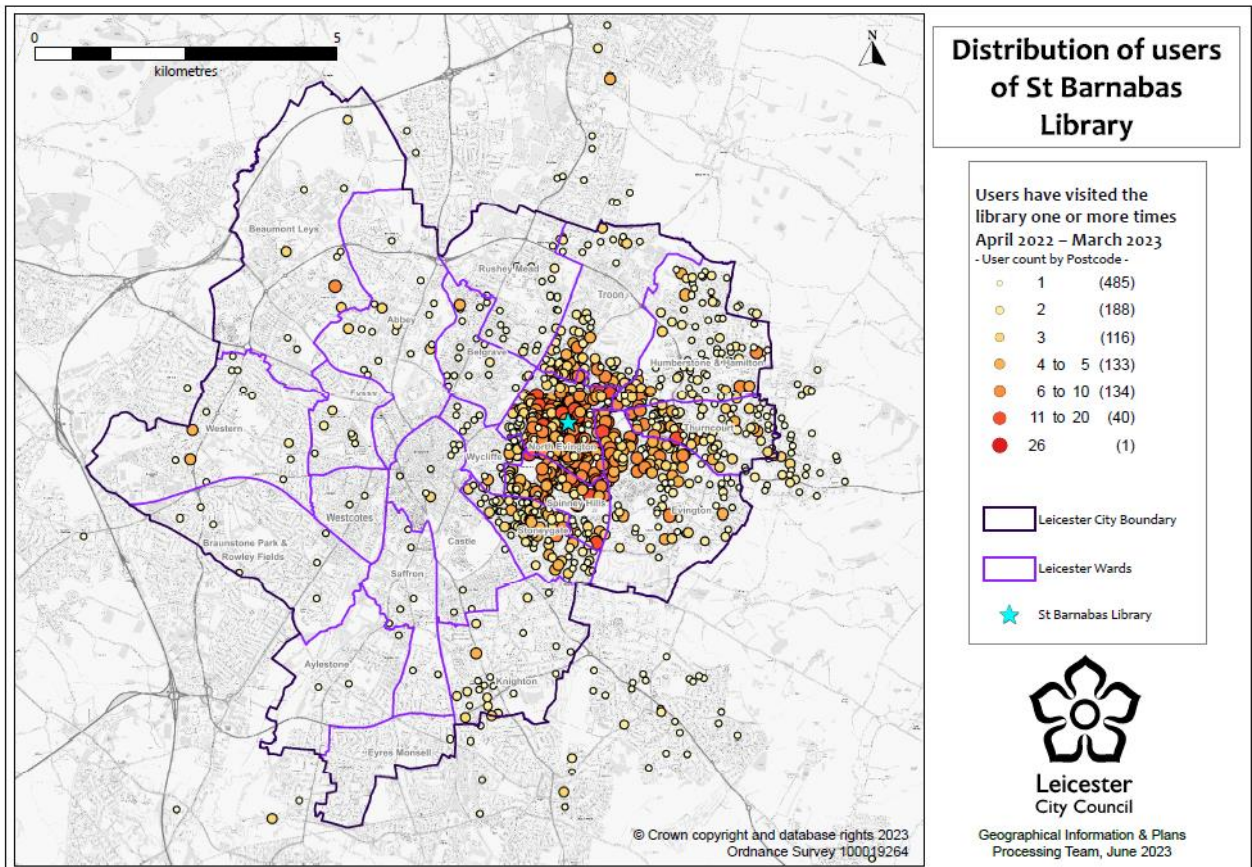 0
5
kilometres
N
Beaumont Leys
Rushey Mead
Troon
Abbey
Belgrave
Humberstone & Hamilton
Fosse
Western
Thurncourt
North Evington
Wycliffe
Spinney Hills
Evington
Westcotes
Stoneygate
Castle
Braunstone Park &
Rowley Fields
Saffron
Aylestone
Knighton
Eyres Monsell
© Crown copyright and database rights 2023
Ordnance Survey 100019264
Distribution of users
of St Barnabas
Library
Users have visited the
library one or more times
April 2022 – March 2023
- User count by Postcode -
1 (485)
2 (188)
3 (116)
4 to 5 (133)
6 to 10 (134)
11 to 20 (40)
26 (1)
Leicester City Boundary
Leicester Wards
St Barnabas Library
Leicester
City Council
Geographical Information & Plans
Processing Team, June 2023